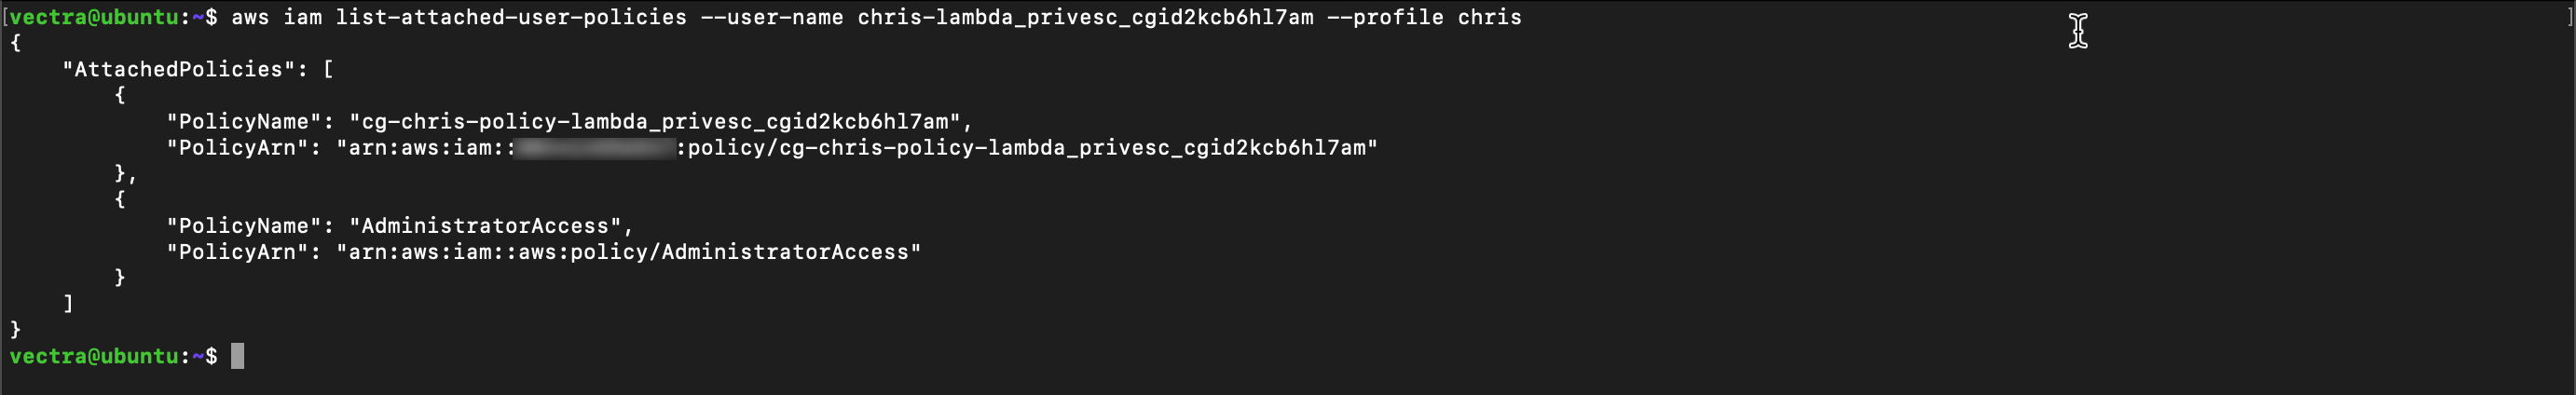 [vectra@ubuntu:~$ aws iam list-attached-user-policies --user-name chris-lambda_privesc_cgid2kcb6hl7am --profile chris ]
{
    "AttachedPolicies": [
        {
            "PolicyName": "cg-chris-policy-lambda_privesc_cgid2kcb6hl7am",
            "PolicyArn": "arn:aws:iam:: :policy/cg-chris-policy-lambda_privesc_cgid2kcb6hl7am"
        },
        {
            "PolicyName": "AdministratorAccess",
            "PolicyArn": "arn:aws:iam::aws:policy/AdministratorAccess"
        }
    ]
}
vectra@ubuntu:~$